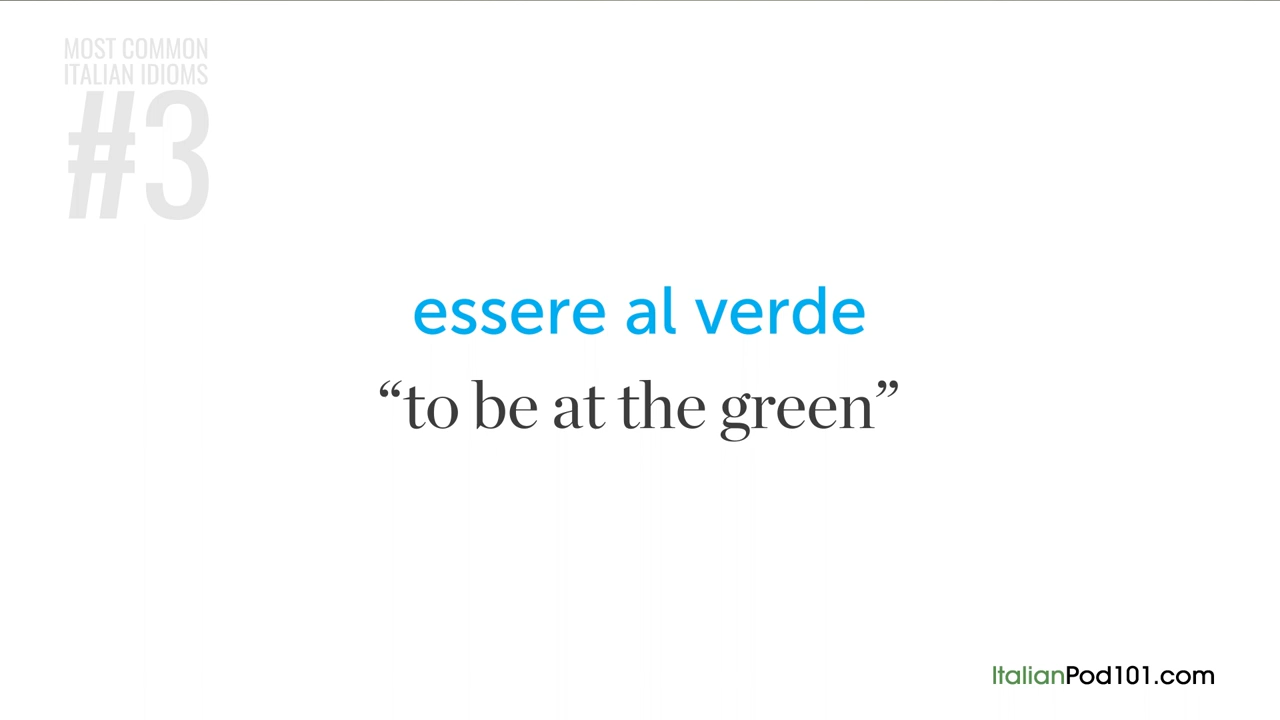 MOST COMMON
ITALIAN IDIOMS
#3
essere al verde
“to be at the green”
ItalianPod101.com